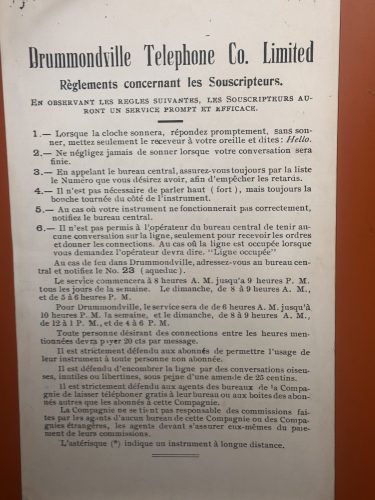 Drummondville Telephone Co. Limited
Règlements concernant les Souscripteurs.
EN OBSERVANT LES REGLES SUIVANTES, LES SOUSCRIPTEURS AU-
RONT UN SERVICE PROMPT ET EFFICACE.
1.— Lorsque la cloche sonnera, répondez promptement, sans son-
ner, mettez seulement le receveur à votre oreille et dites : Hello.
2.— Ne négligez jamais de sonner lorsque votre conversation sera
finie.
3.— En appelant le bureau central, assurez-vous toujours par la liste
le Numéro que vous désirez avoir, afin d'empêcher les retards.
4.— Il n'est pas nécessaire de parler haut ( fort ), mais toujours la
bouche tournée du côté de l'instrument.
5.— Au cas où votre instrument ne fonctionnerait pas correctement,
notifiez le bureau central.
6.— Il n'est pas permis à l'opérateur du bureau central de tenir au-
cune conversation sur la ligne, seulement pour recevoir les ordres
et donner les connections. Au cas où la ligne est occupée lorsque
vous demandez l'opérateur devra dire. "Ligne occupée"
Au cas de feu dans Drummondville, adressez-vous au bureau cen-
tral et notifiez le No. 23 ( aqueduc ).
Le service commencera à 8 heures A. M. jusqu'a 9 heures P. M.
tous les jours de la semaine. Le dimanche, de 8 à 9 heures A. M.,
et de 5 à 6 heures P. M.
Pour Drummondville, le service sera de de 6 heures A. M. jusqu'à
10 heures P. M. la semaine, et le dimanche, de 8 à 9 heures A. M.,
de 12 à 1 P. M., et de 4 à 6 P. M.
Toute personne désirant des connections entre les heures men-
tionnées devra payer 20 cts par message.
Il est strictement défendu aux abonnés de permettre l'usage de
leur instrument à toute personne non abonnée.
Il est défendu d'encombrer la ligne par des conversations oiseu-
ses, inutiles ou libertines, sous peine d'une amende de 25 centins.
Il est strictement défendu aux agents des bureaux de la Compa-
gnie de laisser téléphoner gratis à leur bureau ou aux boites des abon-
nés autres que les abonnés à cette Compagnie.
La Compagnie ne se tient pas responsable des commissions fai-
tes par les agents d'aucun bureau de cette Compagnie ou des Compa-
gnies étrangères, les agents devant s'assurer eux-mêmes du paie-
ment de leurs commissions.
L'astérisque (*) indique un instrument à longue distance.